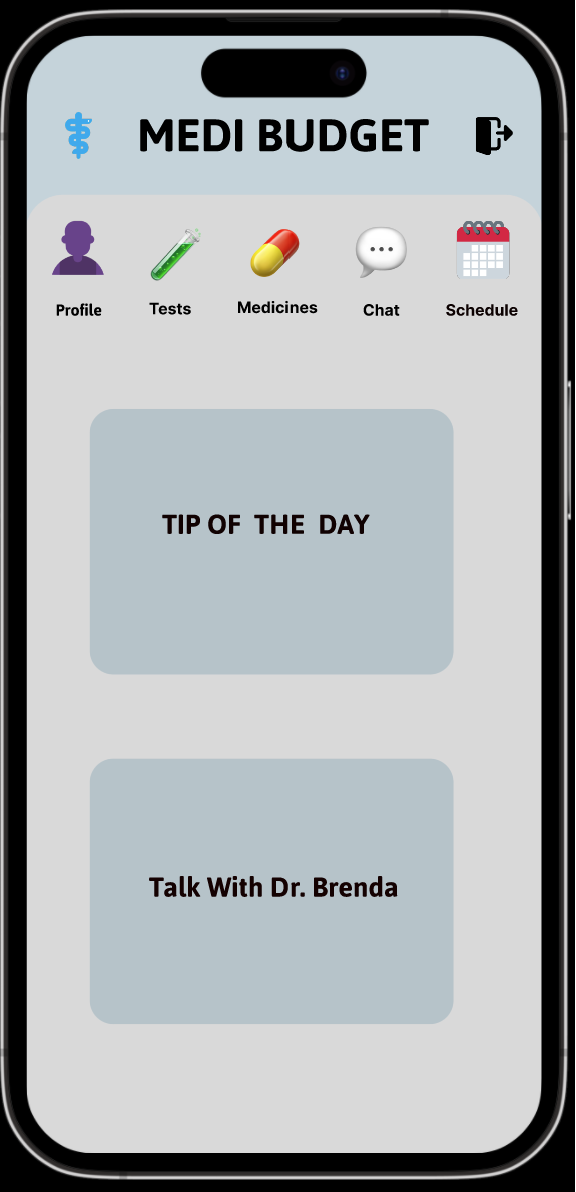 MEDI BUDGET
Profile Tests Medicines Chat Schedule
TIP OF THE DAY
Talk With Dr. Brenda